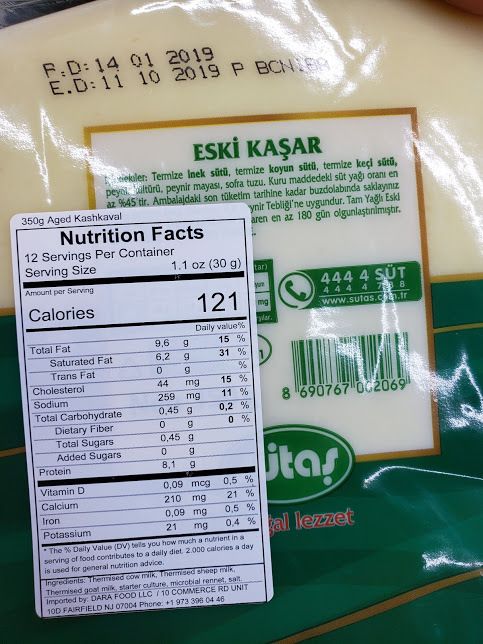 P.D: 14 01 2019
E.D: 11 10 2019 P
ESKİ KAŞAR
Termize inek sütü, termize koyun sütü, termize keçi sütü,
peynir kültürü, peynir mayası, sofra tuzu. Kuru maddedeki süt yağı oranı en
az %45 tir. Ambalajdaki son tüketim tarihine kadar buzdolabında saklayınız
Peynir Tebliği'ne uygundur. Tam Yağlı Eski
en az 180 gün olgunlaştırılmıştır.
mg
444 4 SÜT
4 4 4 4 7 8 8
www.sutas.com.tr
8 690767 002069
sütaş
lezzet
350g Aged Kashkaval
Nutrition Facts
12 Servings Per Container
Serving Size 1.1 oz (30 g)
Amount per Serving
Calories 121
Daily value%
Total Fat 9,6 g 15 %
Saturated Fat 6,2 g 31 %
Trans Fat 0 g %
Cholesterol 44 mg 15 %
Sodium 259 mg 11 %
Total Carbohydrate 0,45 g 0,2 %
Dietary Fiber 0 g 0 %
Total Sugars 0,45 g
Added Sugars 0 g
Protein 8,1 g
Vitamin D 0,09 mcg 0,5 %
Calcium 210 mg 21 %
Iron 0,09 mg 0,5 %
Potassium 21 mg 0,4 %
* The % Daily Value (DV) tells you how much a nutrient in a
serving of food contributes to a daily diet. 2.000 calories a day
is used for general nutrition advice.
Ingredients: Thermised cow milk, Thermised sheep milk,
Thermised goat milk, starter culture, microbial rennet, salt.
Imported by: DARA FOOD LLC / 10 COMMERCE RD UNIT
10D FAIRFIELD NJ 07004 Phone: +1 973 396 04 46